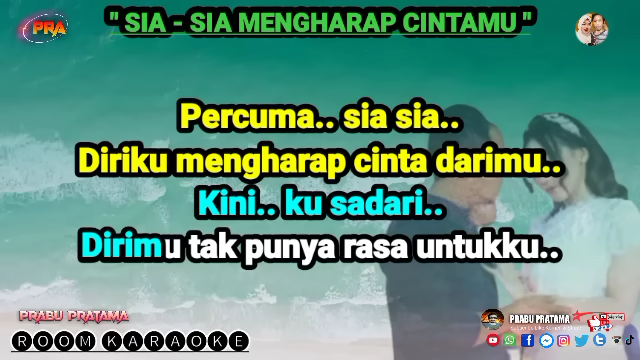 PRA
" SIA - SIA MENGHARAP CINTAMU "
Percuma.. sia sia..
Diriku mengharap cinta darimu..
Kini.. ku sadari..
Dirimu tak punya rasa untukku..
PRABU PRATAMA
ROOM KARAOKE
PRABU PRATAMA